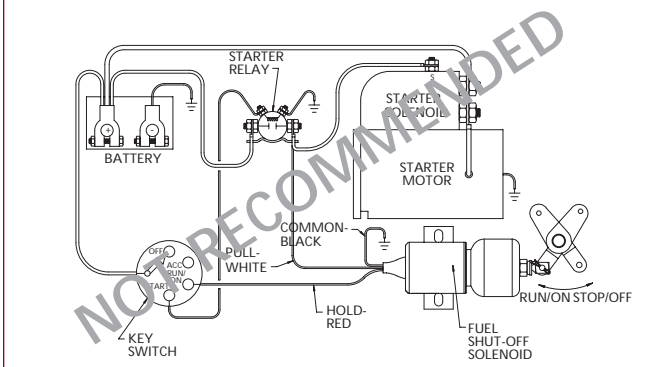 STARTER
RELAY
S
STARTER
SOLENOID
+
-
BATTERY
STARTER
MOTOR
COMMON-
BLACK
OFF
ACC
RUN/
ON
START
PULL-
WHITE
RUN/ON STOP/OFF
HOLD-
RED
KEY
SWITCH
FUEL
SHUT-OFF
SOLENOID
NOT RECOMMENDED